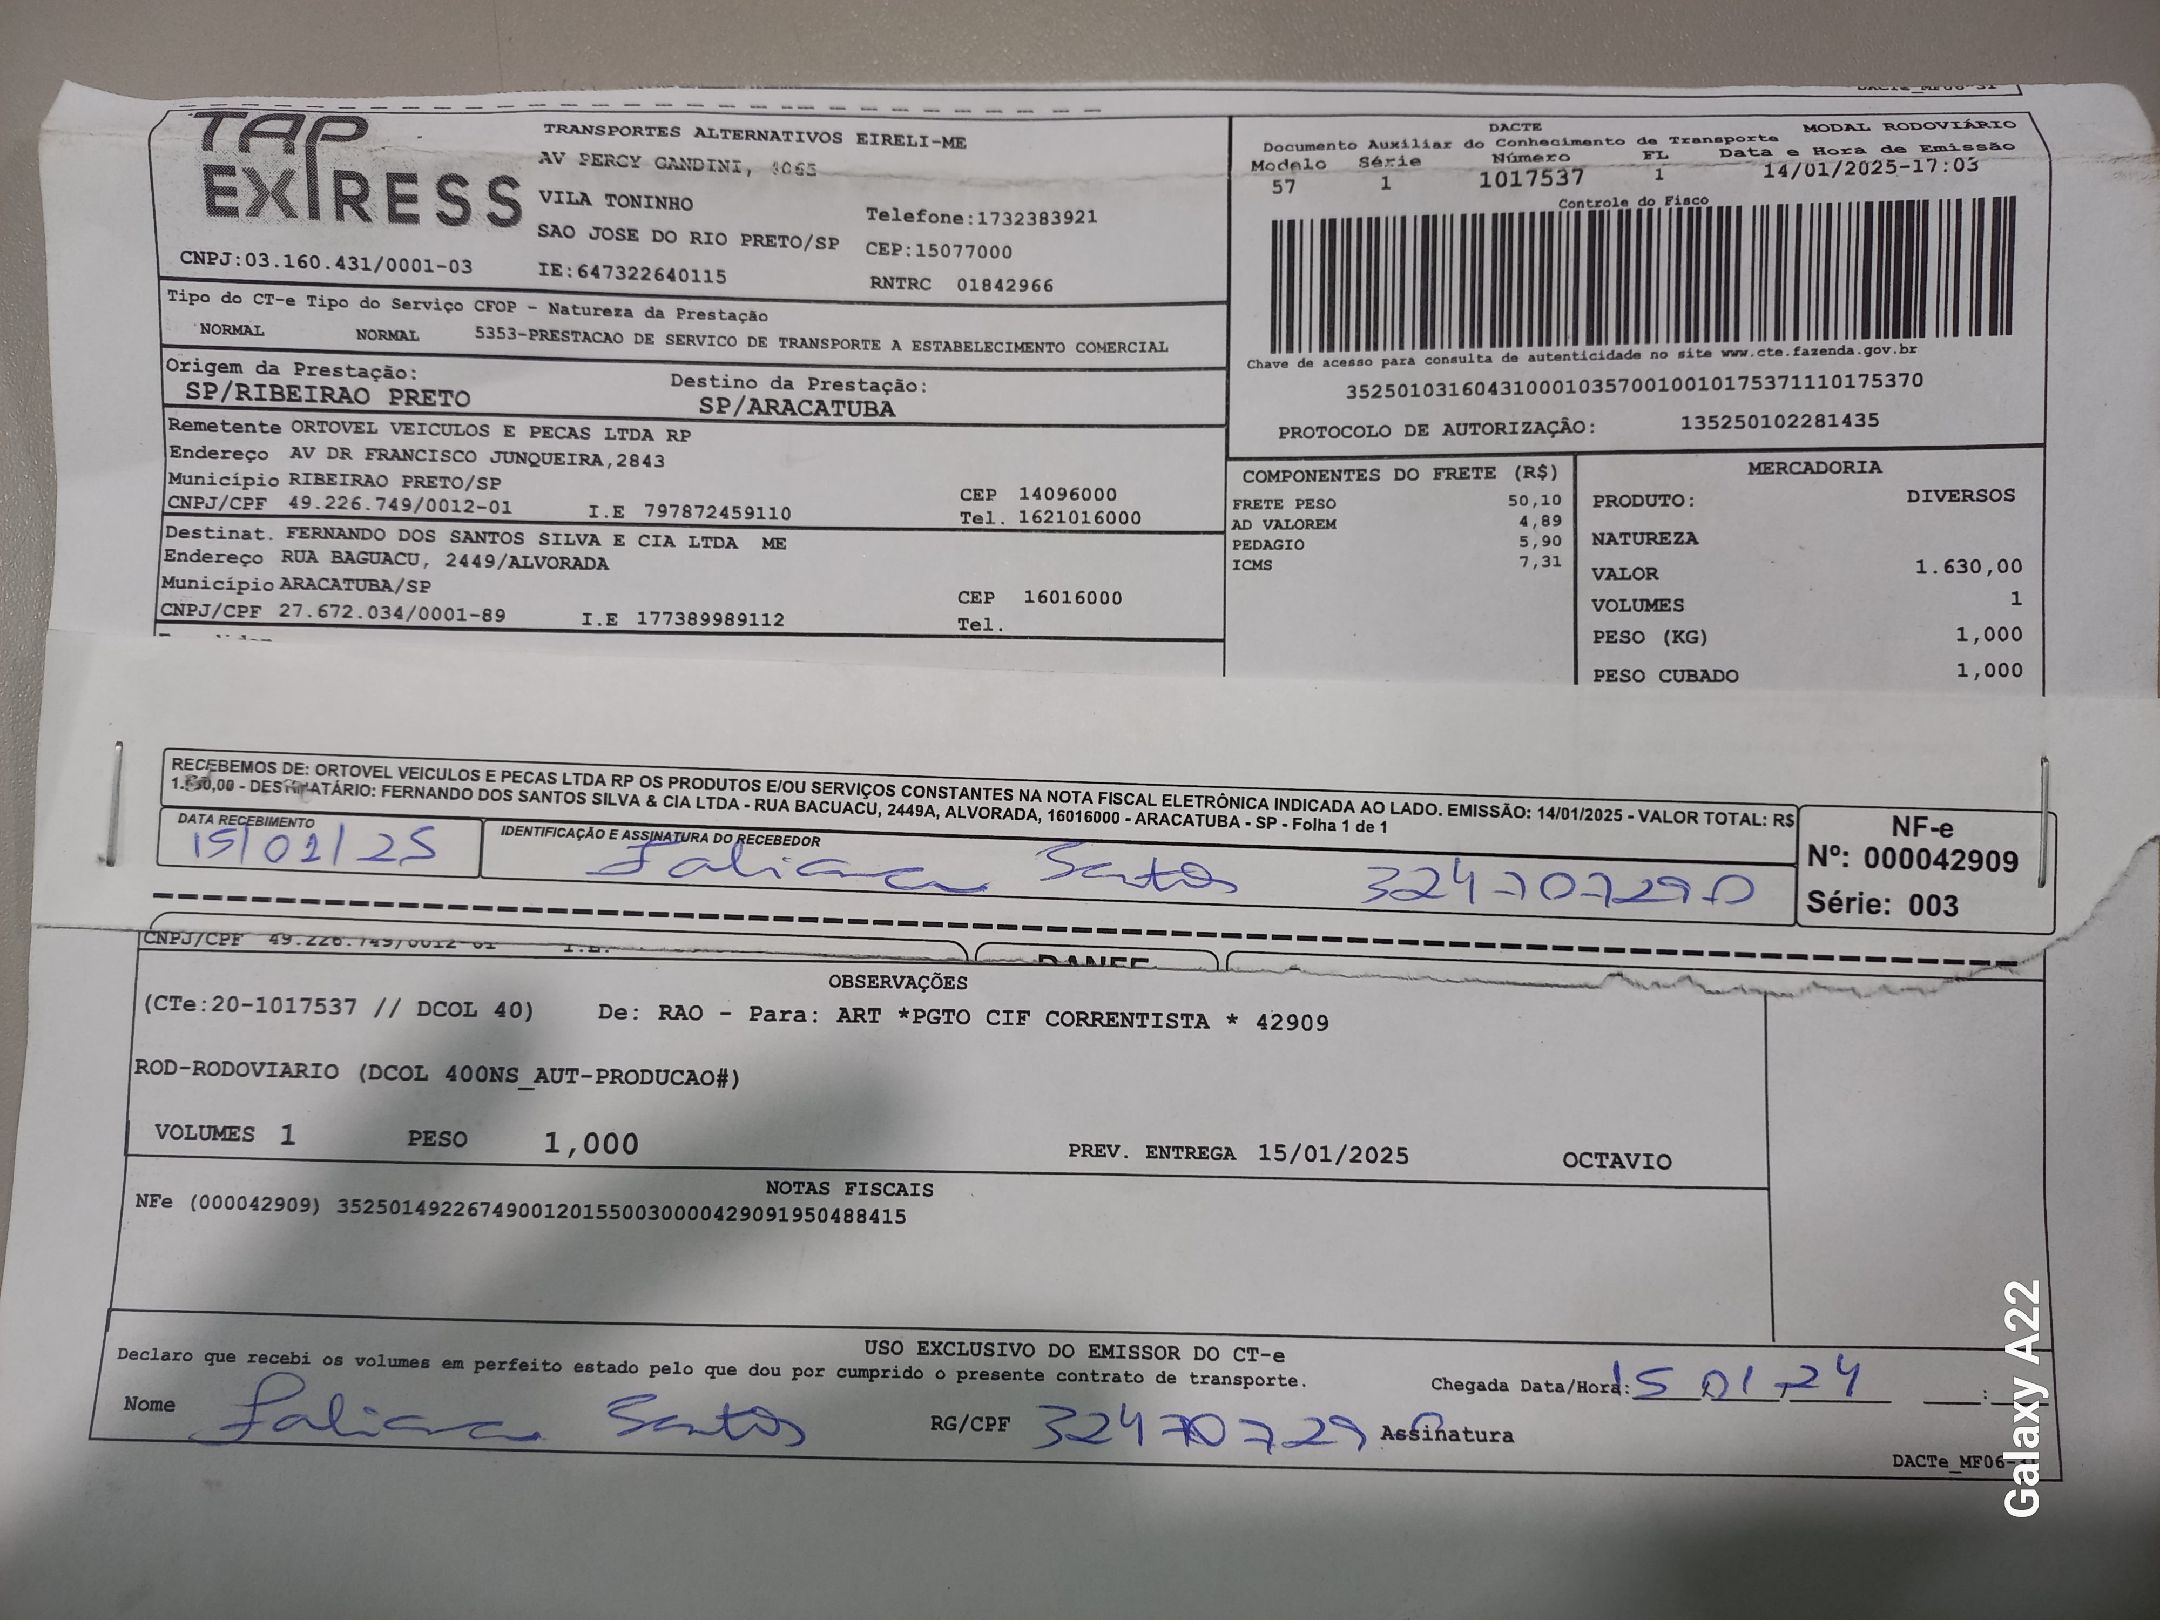 DACTe_MF06-31
TAP EXPRESS
TRANSPORTES ALTERNATIVOS EIRELI-ME
AV PERCY GANDINI,
VILA TONINHO
Telefone:1732383921
SAO JOSE DO RIO PRETO/SP CEP:15077000
CNPJ:03.160.431/0001-03 IE:647322640115 RNTRC 01842966
DACTE MODAL RODOVIÁRIO
Documento Auxiliar do Conhecimento de Transporte
Modelo Série Número FL Data e Hora de Emissão
57 1 1017537 1 14/01/2025-17:03
Controle do Fisco
Chave de acesso para consulta de autenticidade no site www.cte.fazenda.gov.br
35250103160431000103570010010175371110175370
PROTOCOLO DE AUTORIZAÇÃO: 135250102281435
Tipo do CT-e Tipo do Serviço CFOP - Natureza da Prestação
NORMAL NORMAL 5353-PRESTACAO DE SERVICO DE TRANSPORTE A ESTABELECIMENTO COMERCIAL
Origem da Prestação: Destino da Prestação:
SP/RIBEIRAO PRETO SP/ARACATUBA
Remetente ORTOVEL VEICULOS E PECAS LTDA RP
Endereço AV DR FRANCISCO JUNQUEIRA,2843
Município RIBEIRAO PRETO/SP CEP 14096000
CNPJ/CPF 49.226.749/0012-01 I.E 797872459110 Tel. 1621016000
Destinat. FERNANDO DOS SANTOS SILVA E CIA LTDA ME
Endereço RUA BAGUACU, 2449/ALVORADA
Município ARACATUBA/SP CEP 16016000
CNPJ/CPF 27.672.034/0001-89 I.E 177389989112 Tel.
COMPONENTES DO FRETE (R$)
FRETE PESO 50,10
AD VALOREM 4,89
PEDAGIO 5,90
ICMS 7,31
MERCADORIA
PRODUTO: DIVERSOS
NATUREZA
VALOR 1.630,00
VOLUMES 1
PESO (KG) 1,000
PESO CUBADO 1,000
RECEBEMOS DE: ORTOVEL VEICULOS E PECAS LTDA RP OS PRODUTOS E/OU SERVIÇOS CONSTANTES NA NOTA FISCAL ELETRÔNICA INDICADA AO LADO. EMISSÃO: 14/01/2025 - VALOR TOTAL: R$
DESTINATÁRIO: FERNANDO DOS SANTOS SILVA & CIA LTDA - RUA BACUACU, 2449A, ALVORADA, 16016000 - ARACATUBA - SP - Folha 1 de 1
DATA RECEBIMENTO IDENTIFICAÇÃO E ASSINATURA DO RECEBEDOR
15/01/25 Santos
NF-e
Nº: 000042909
Série: 003
CNPJ/CPF 49.226.749/0012-01 I.E.
DANFE
OBSERVAÇÕES
(CTe:20-1017537 // DCOL 40) De: RAO - Para: ART *PGTO CIF CORRENTISTA * 42909
ROD-RODOVIARIO (DCOL 400NS_AUT-PRODUCAO#)
VOLUMES 1 PESO 1,000 PREV. ENTREGA 15/01/2025 OCTAVIO
NOTAS FISCAIS
NFe (000042909) 35250149226749001201550030000429091950488415
USO EXCLUSIVO DO EMISSOR DO CT-e
Declaro que recebi os volumes em perfeito estado pelo que dou por cumprido o presente contrato de transporte. Chegada Data/Hora: 15 01 24 :
Nome Santos RG/CPF 32470729 Assinatura
DACTe_MF06-
Galaxy A22